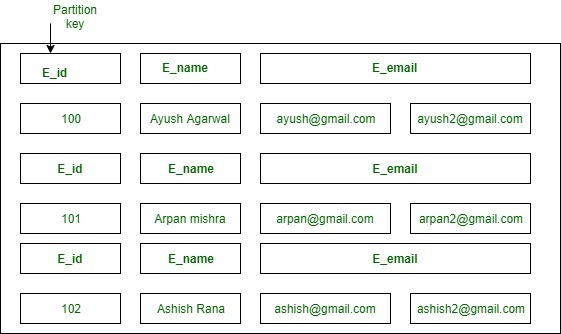 Partition
key
E_id E_name E_email
100 Ayush Agarwal ayush@gmail.com ayush2@gmail.com
E_id E_name E_email
101 Arpan mishra arpan@gmail.com arpan2@gmail.com
E_id E_name E_email
102 Ashish Rana ashish@gmail.com ashish2@gmail.com